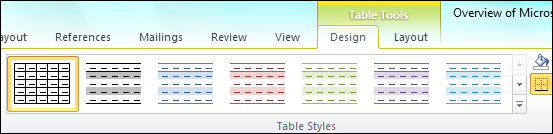 Table Tools
Overview of Micros
ayout References Mailings Review View Design Layout
Table Styles